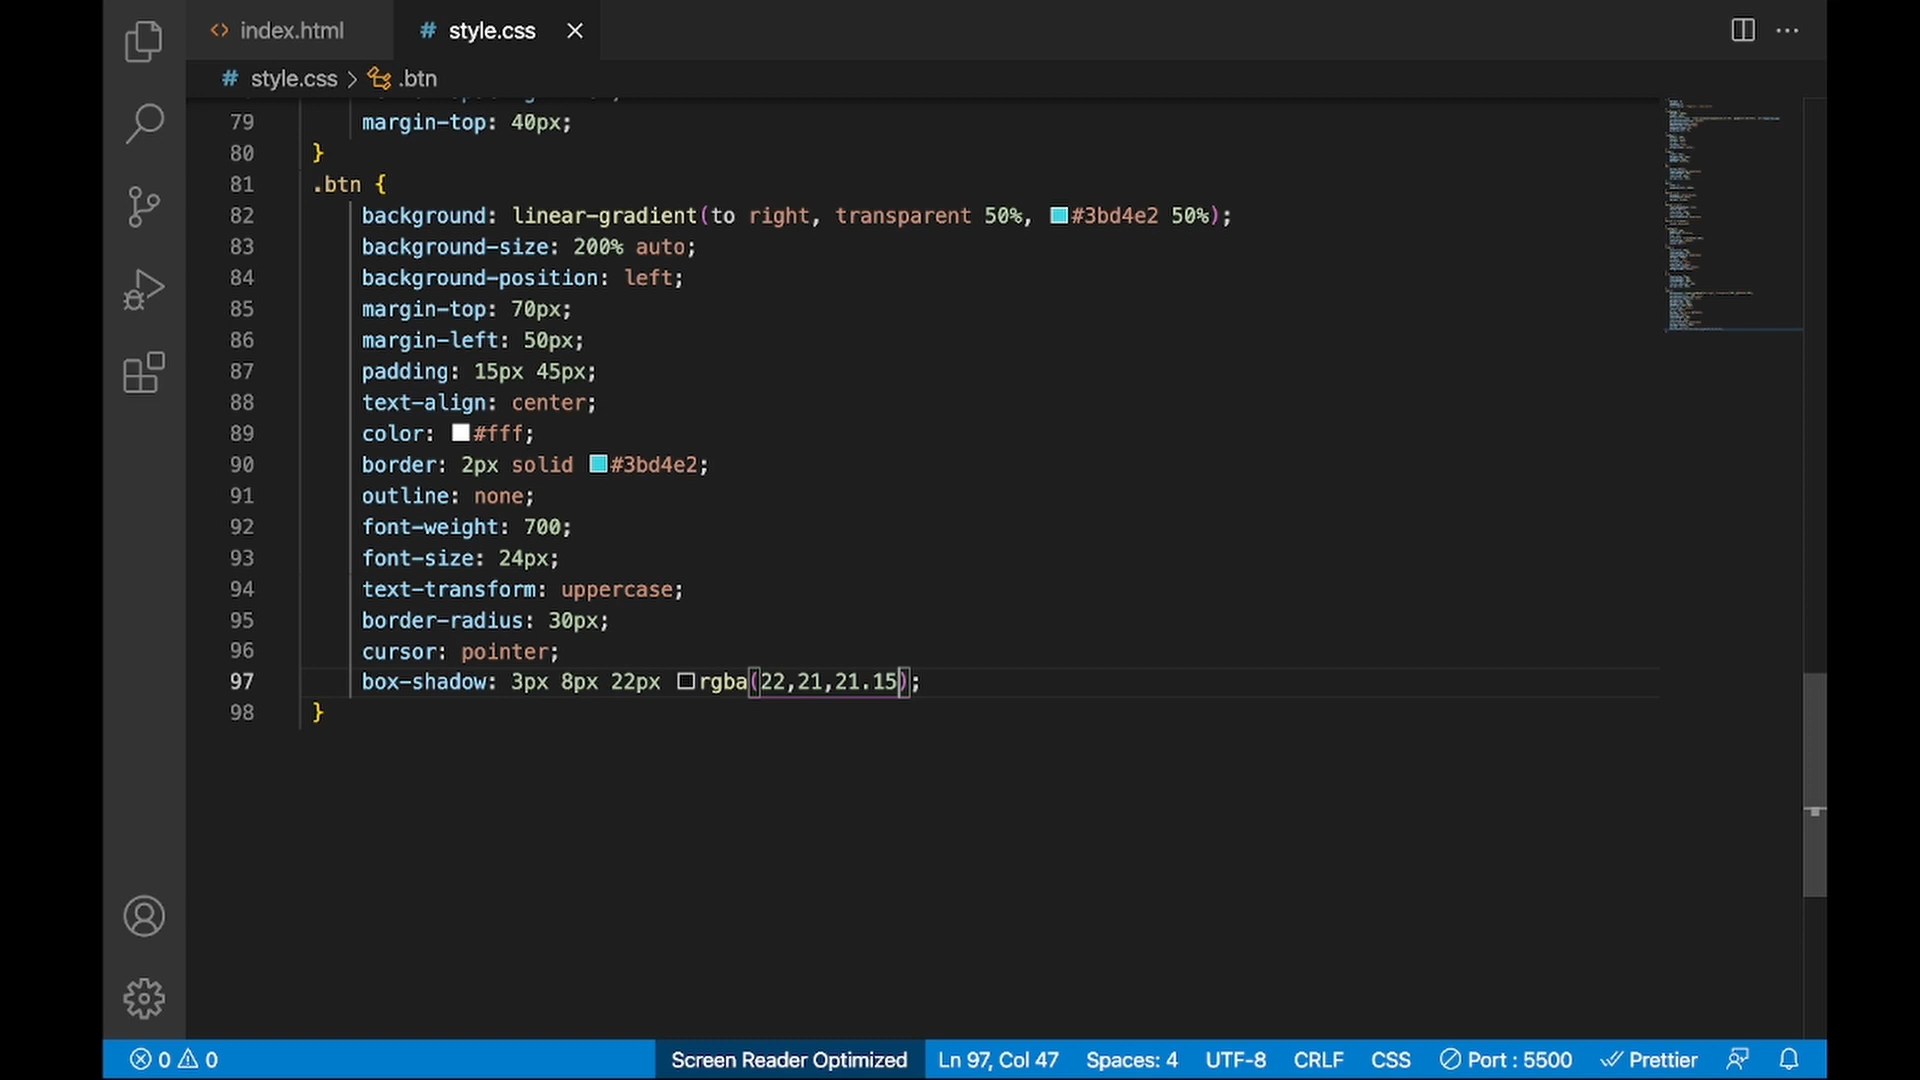 index.html
style.css
style.css > .btn
79 margin-top: 40px;
80 }
81 .btn {
82 background: linear-gradient(to right, transparent 50%, #3bd4e2 50%);
83 background-size: 200% auto;
84 background-position: left;
85 margin-top: 70px;
86 margin-left: 50px;
87 padding: 15px 45px;
88 text-align: center;
89 color: #fff;
90 border: 2px solid #3bd4e2;
91 outline: none;
92 font-weight: 700;
93 font-size: 24px;
94 text-transform: uppercase;
95 border-radius: 30px;
96 cursor: pointer;
97 box-shadow: 3px 8px 22px rgba(22,21,21.15);
98 }
0 0 Screen Reader Optimized Ln 97, Col 47 Spaces: 4 UTF-8 CRLF CSS Port : 5500 Prettier